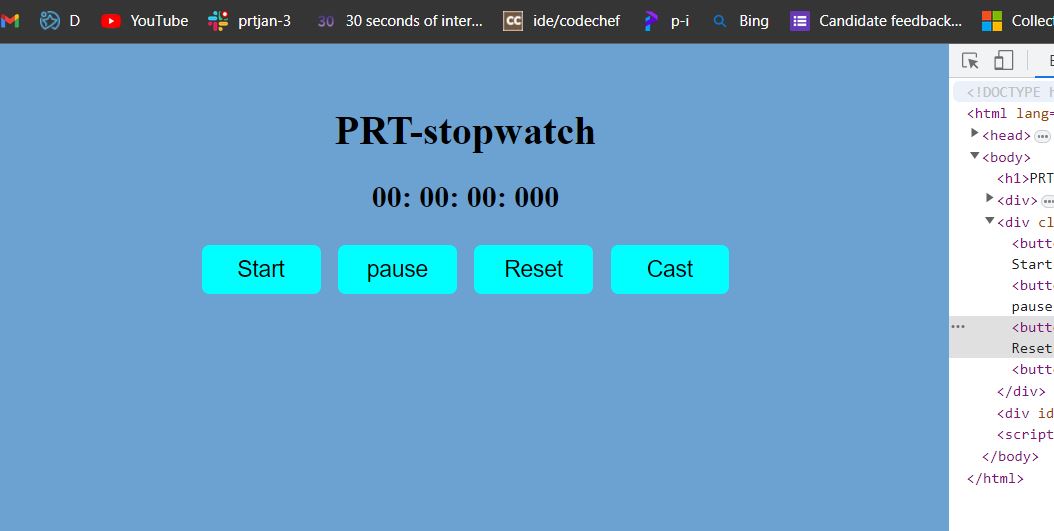 D YouTube prtjan-3 30 30 seconds of inter... CC ide/codechef p-i Bing Candidate feedback... Collec
PRT-stopwatch
00: 00: 00: 000
Start pause Reset Cast
<!DOCTYPE h
<html lang=
<head>
<body>
<h1>PRT
<div>
<div cl
<butt
Start
<butt
pause
<butt
Reset
<butt
</div>
<div id
<script
</body>
</html>